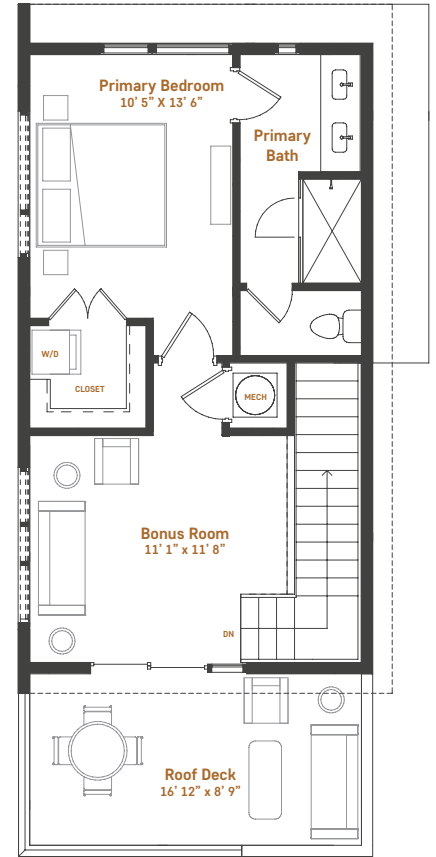 Primary Bedroom
10' 5” X 13' 6”
Primary
Bath
W/D
CLOSET
MECH
Bonus Room
11' 1” x 11' 8”
DN
Roof Deck
16' 12” x 8' 9”